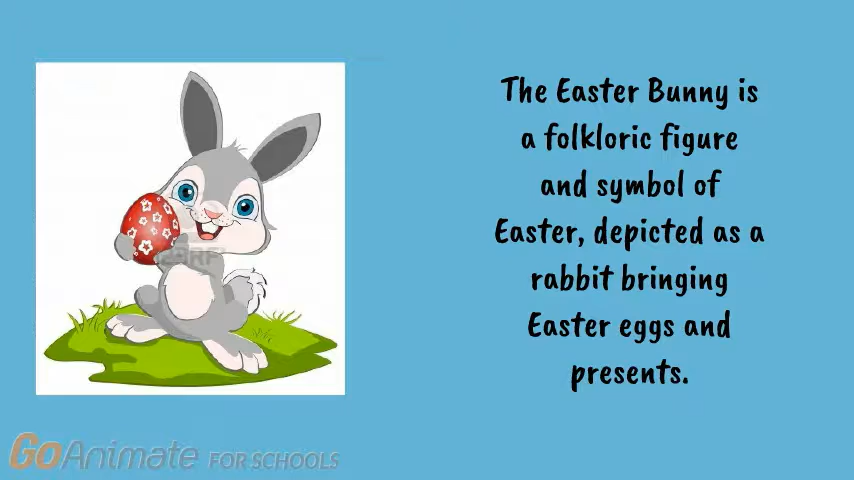 The Easter Bunny is
a folkloric figure
and symbol of
Easter, depicted as a
rabbit bringing
Easter eggs and
presents.
GoAnimate FOR SCHOOLS